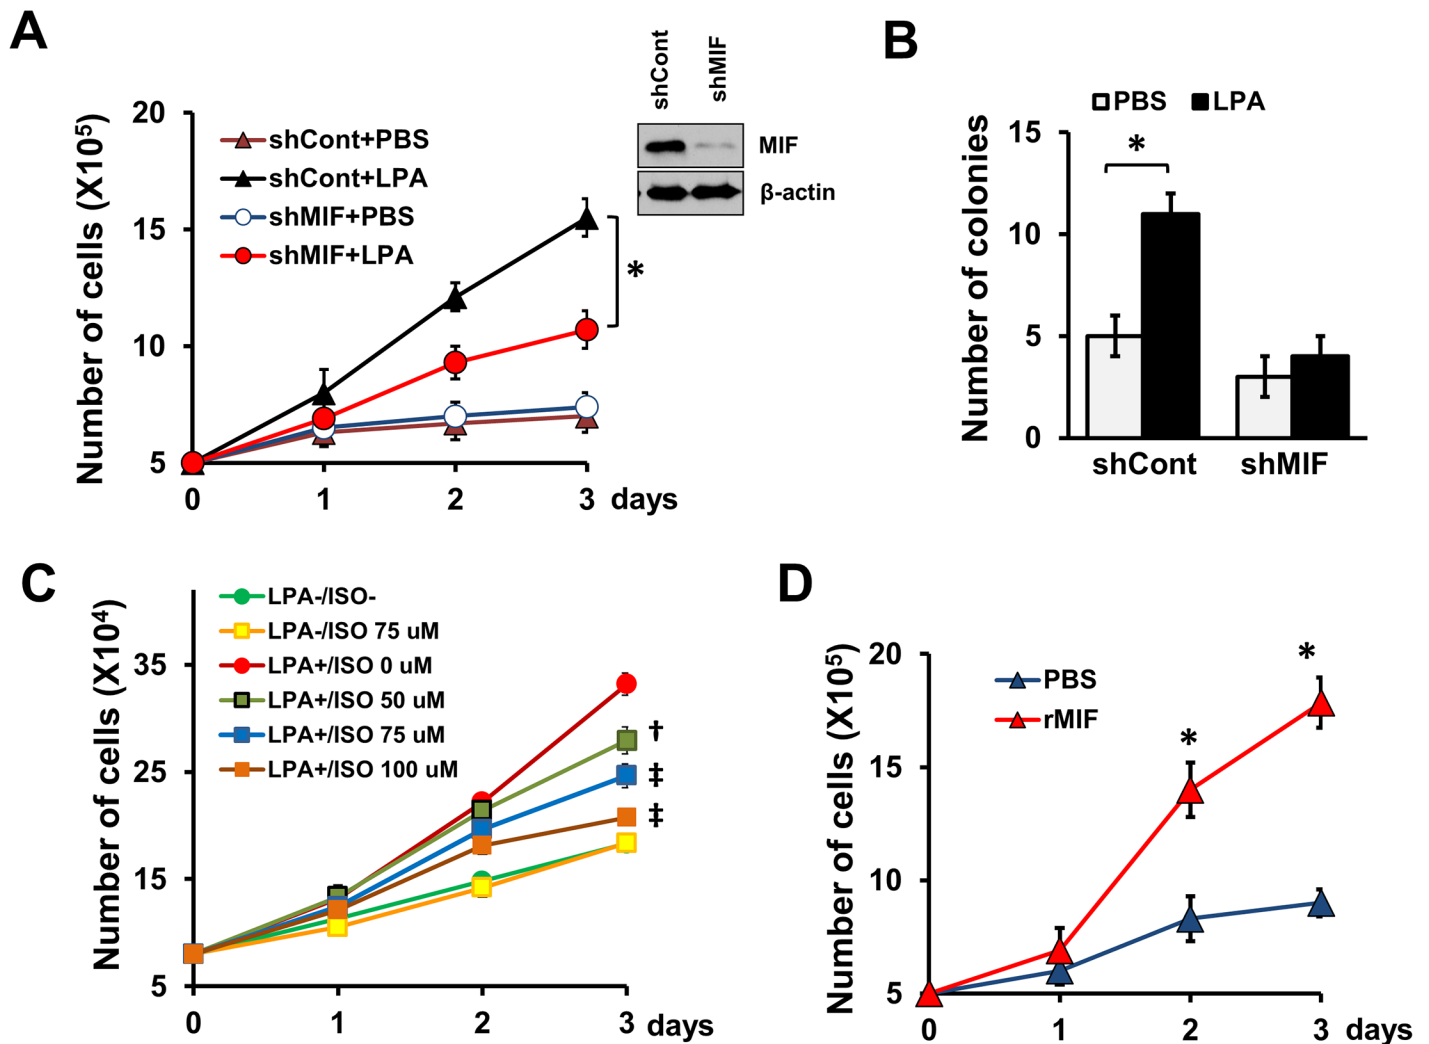 A
Number of cells (X10⁵)
20
15
10
5
0
1
2
3
days
shCont+PBS
shCont+LPA
shMIF+PBS
shMIF+LPA
*
shCont
shMIF
MIF
β-actin
B
PBS
LPA
Number of colonies
15
10
5
0
*
shCont
shMIF
C
Number of cells (X10⁴)
35
25
15
5
0
1
2
3
days
LPA-/ISO-
LPA-/ISO 75 uM
LPA+/ISO 0 uM
LPA+/ISO 50 uM
LPA+/ISO 75 uM
LPA+/ISO 100 uM
†
‡
‡
D
Number of cells (X10⁵)
20
15
10
5
0
1
2
3
days
PBS
rMIF
*
*